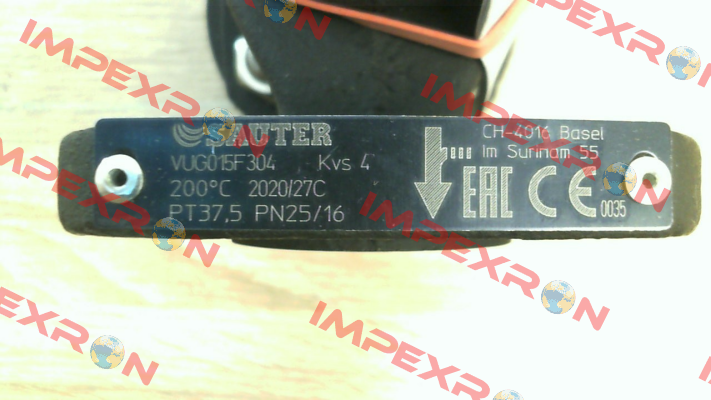 SAUTER
VUG015F304 Kvs 4
200°C 2020/27C
PT37,5 PN25/16
CH-4016 Basel
Im Surinam 55
EAC CE 0035
IMPEXRON
IMPEXRON
IMPEXRON
IMPEXRON
IMPEXRON
IMPEXRON